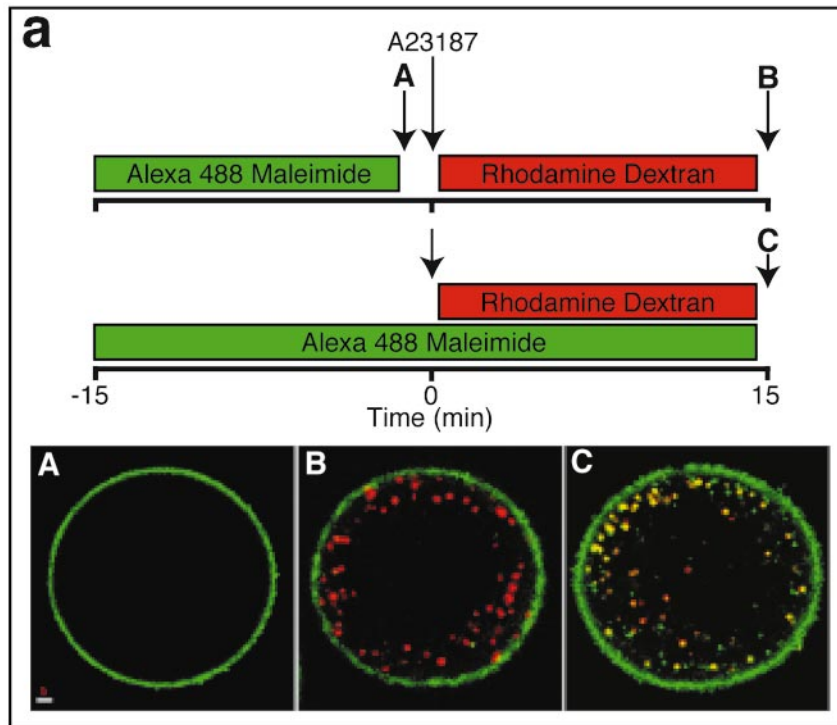 a
A23187
A
B
Alexa 488 Maleimide
Rhodamine Dextran
C
Rhodamine Dextran
Alexa 488 Maleimide
-15
0
15
Time (min)
A
B
C